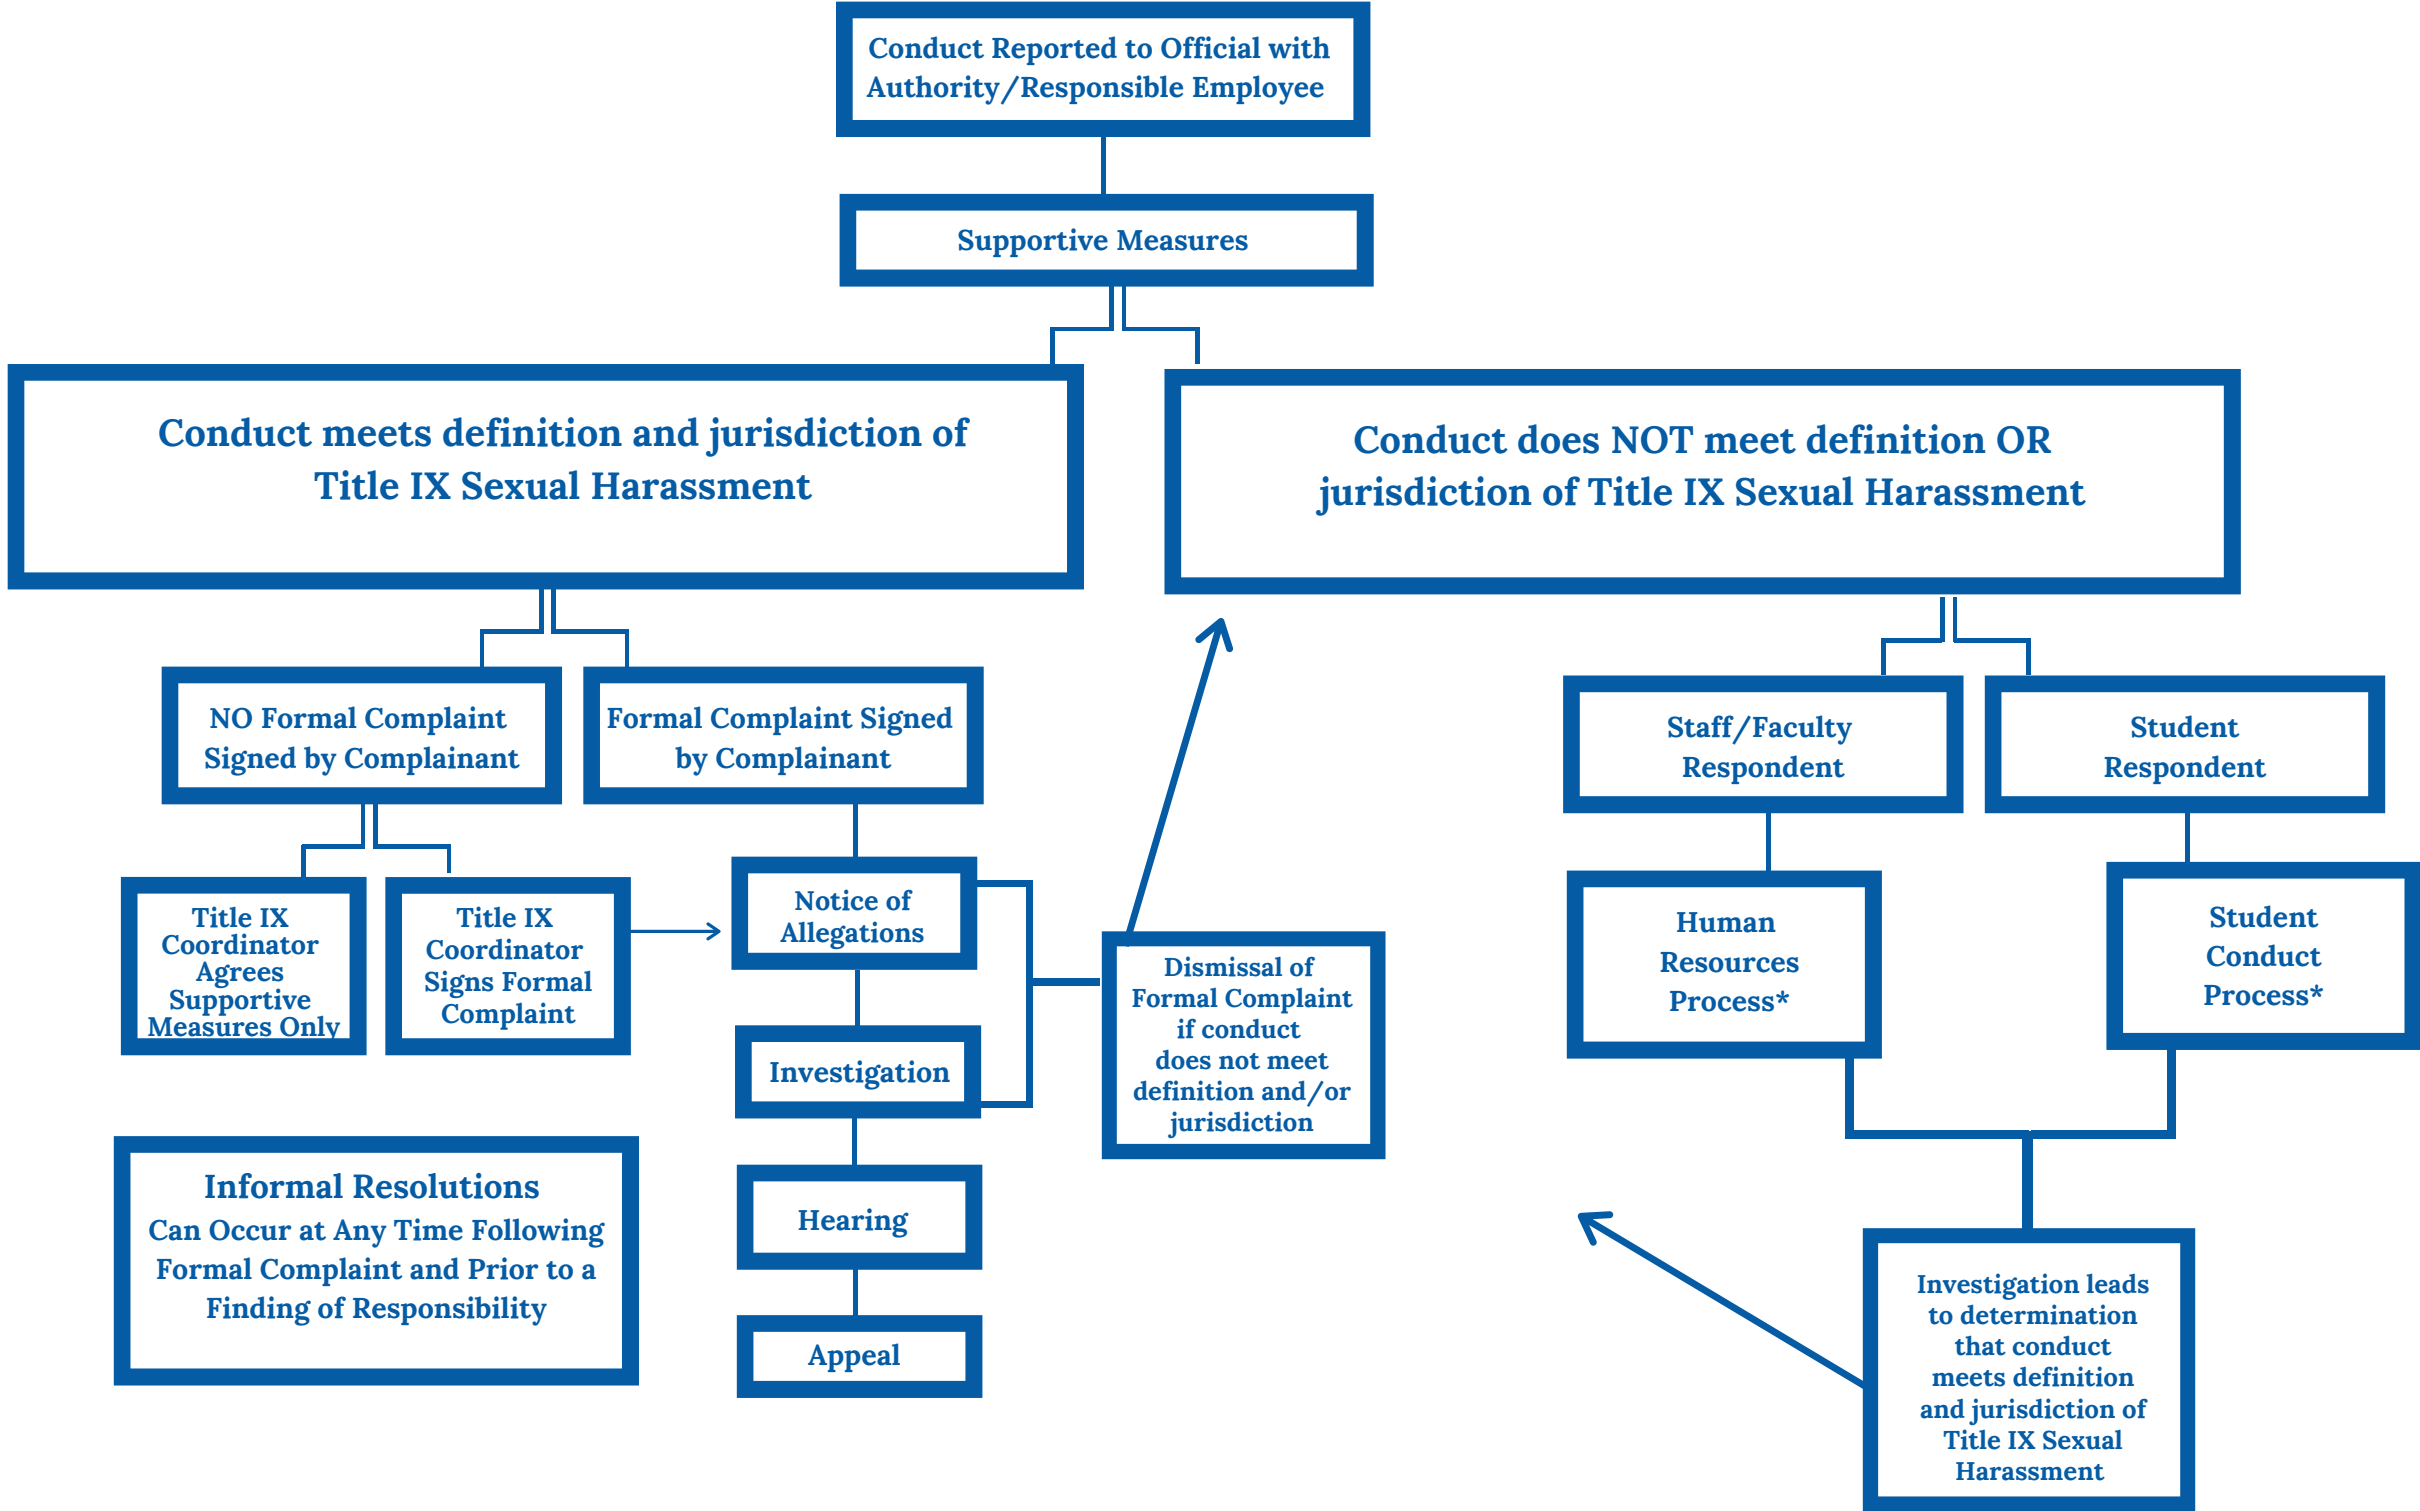 Conduct Reported to Official with
Authority/Responsible Employee
Supportive Measures
Conduct meets definition and jurisdiction of
Title IX Sexual Harassment
Conduct does NOT meet definition OR
jurisdiction of Title IX Sexual Harassment
NO Formal Complaint
Signed by Complainant
Formal Complaint Signed
by Complainant
Staff/Faculty
Respondent
Student
Respondent
Title IX
Coordinator
Agrees
Supportive
Measures Only
Title IX
Coordinator
Signs Formal
Complaint
Notice of
Allegations
Investigation
Hearing
Appeal
Dismissal of
Formal Complaint
if conduct
does not meet
definition and/or
jurisdiction
Human
Resources
Process*
Student
Conduct
Process*
Informal Resolutions
Can Occur at Any Time Following
Formal Complaint and Prior to a
Finding of Responsibility
Investigation leads
to determination
that conduct
meets definition
and jurisdiction of
Title IX Sexual
Harassment